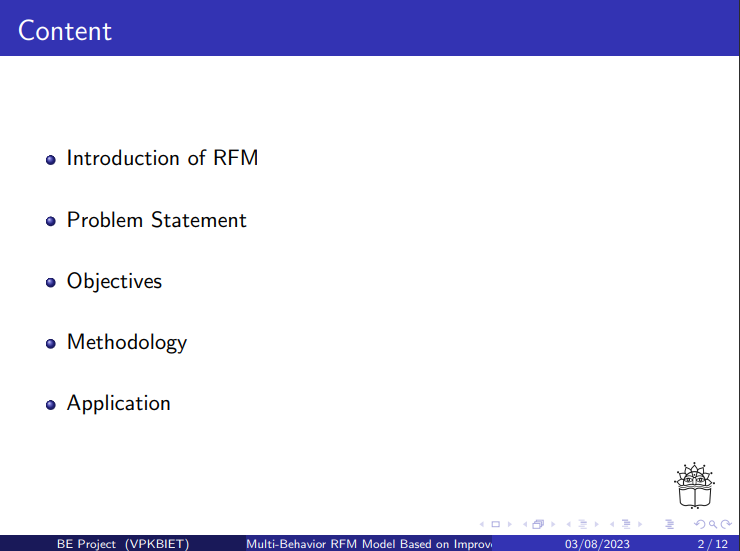 Content
Introduction of RFM
Problem Statement
Objectives
Methodology
Application
BE Project (VPKBIET) Multi-Behavior RFM Model Based on Improv 03/08/2023 2 / 12